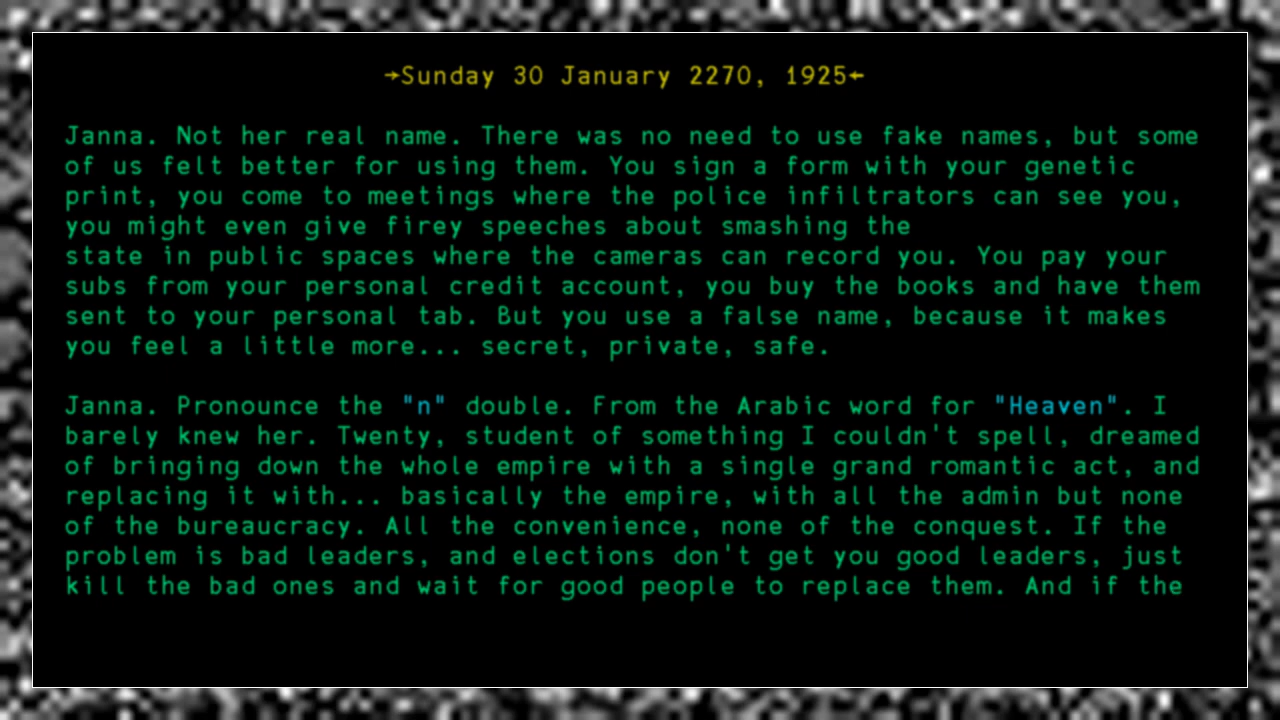 →Sunday 30 January 2270, 1925←
Janna. Not her real name. There was no need to use fake names, but some
of us felt better for using them. You sign a form with your genetic
print, you come to meetings where the police infiltrators can see you,
you might even give firey speeches about smashing the
state in public spaces where the cameras can record you. You pay your
subs from your personal credit account, you buy the books and have them
sent to your personal tab. But you use a false name, because it makes
you feel a little more... secret, private, safe.
Janna. Pronounce the "n" double. From the Arabic word for "Heaven". I
barely knew her. Twenty, student of something I couldn't spell, dreamed
of bringing down the whole empire with a single grand romantic act, and
replacing it with... basically the empire, with all the admin but none
of the bureaucracy. All the convenience, none of the conquest. If the
problem is bad leaders, and elections don't get you good leaders, just
kill the bad ones and wait for good people to replace them. And if the